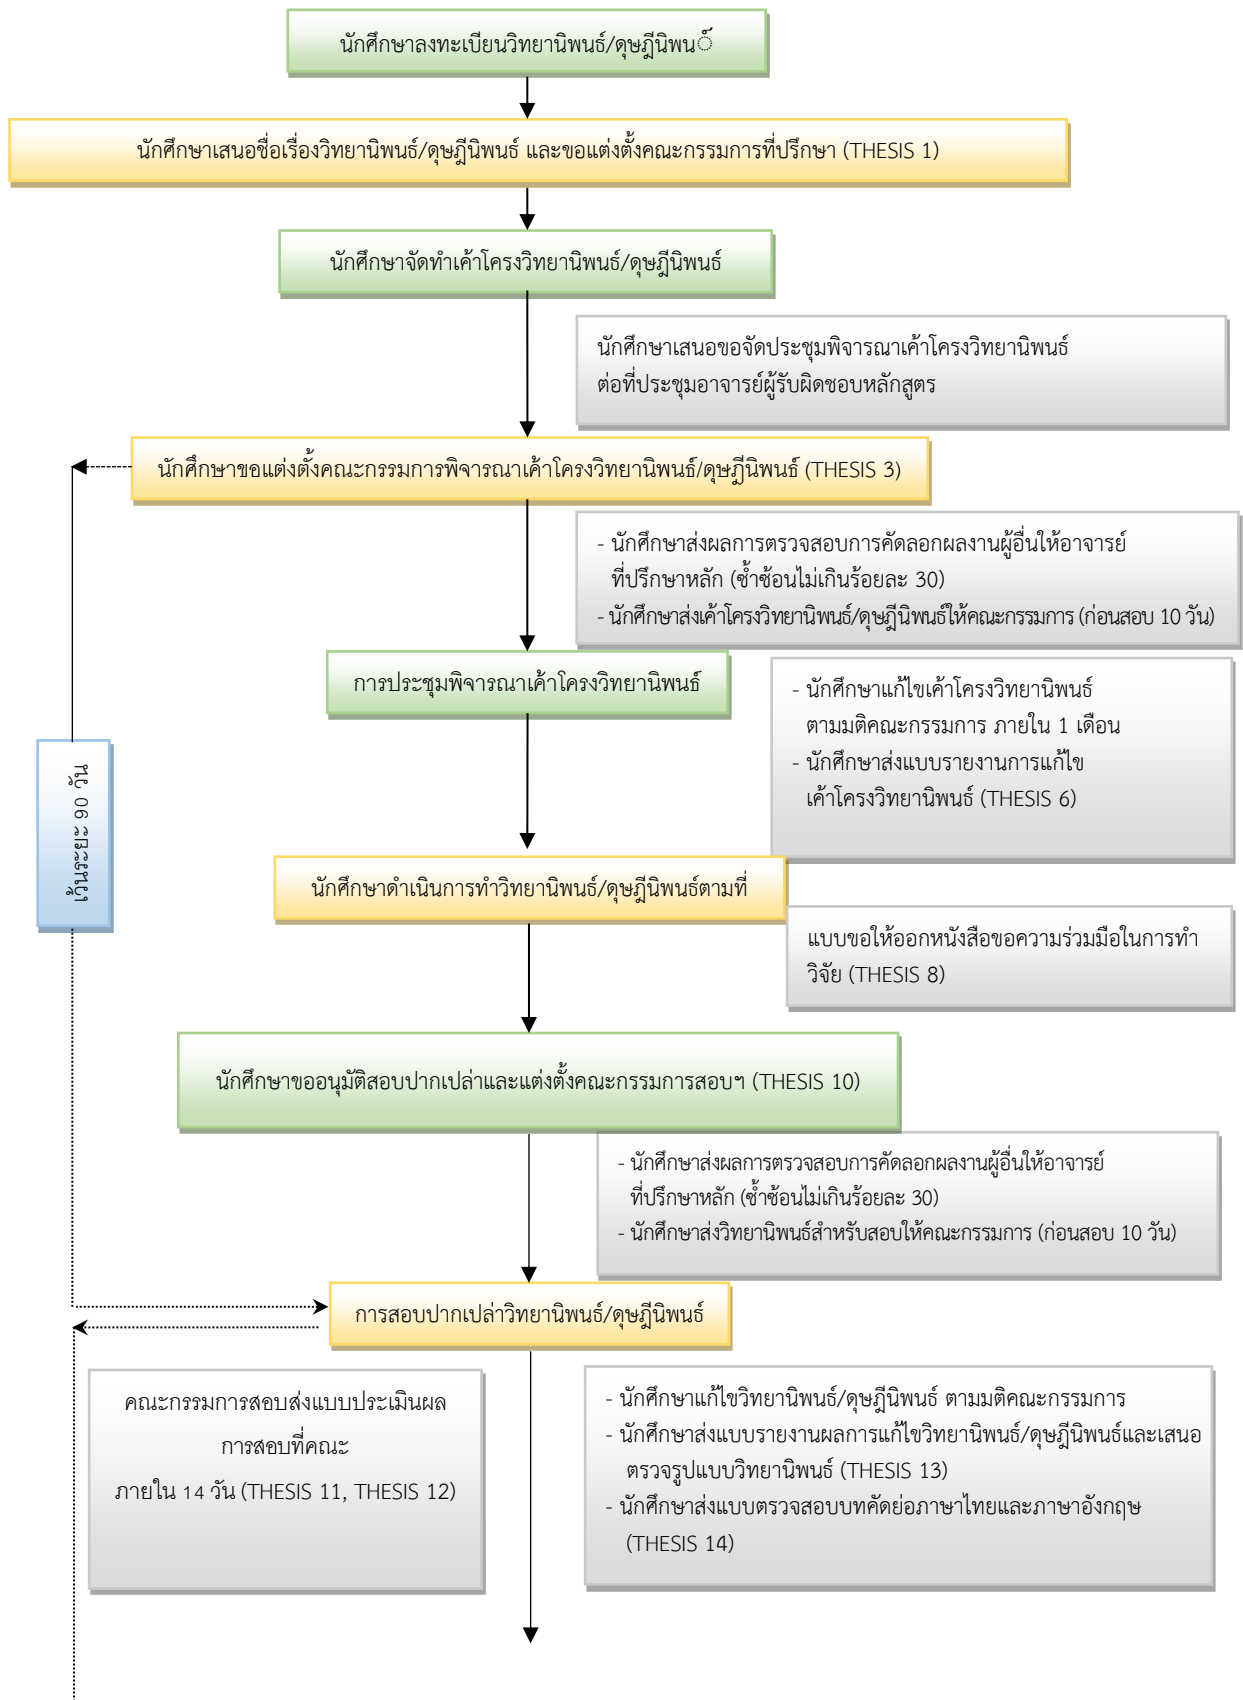 นักศึกษาลงทะเบียนวิทยานิพนธ์/ดุษฎีนิพน์
นักศึกษาเสนอชื่อเรื่องวิทยานิพนธ์/ดุษฎีนิพนธ์ และขอแต่งตั้งคณะกรรมการที่ปรึกษา (THESIS 1)
นักศึกษาจัดทำเค้าโครงวิทยานิพนธ์/ดุษฎีนิพนธ์
นักศึกษาเสนอขอจัดประชุมพิจารณาเค้าโครงวิทยานิพนธ์
ต่อที่ประชุมอาจารย์ผู้รับผิดชอบหลักสูตร
นักศึกษาขอแต่งตั้งคณะกรรมการพิจารณาเค้าโครงวิทยานิพนธ์/ดุษฎีนิพนธ์ (THESIS 3)
- นักศึกษาส่งผลการตรวจสอบการคัดลอกผลงานผู้อื่นให้อาจารย์
ที่ปรึกษาหลัก (ซ้ำซ้อนไม่เกินร้อยละ 30)
- นักศึกษาส่งเค้าโครงวิทยานิพนธ์/ดุษฎีนิพนธ์ให้คณะกรรมการ (ก่อนสอบ 10 วัน)
การประชุมพิจารณาเค้าโครงวิทยานิพนธ์
- นักศึกษาแก้ไขเค้าโครงวิทยานิพนธ์
ตามมติคณะกรรมการ ภายใน 1 เดือน
- นักศึกษาส่งแบบรายงานการแก้ไข
เค้าโครงวิทยานิพนธ์ (THESIS 6)
เว้นระยะ 90 วัน
นักศึกษาดำเนินการทำวิทยานิพนธ์/ดุษฎีนิพนธ์ตามที่
แบบขอให้ออกหนังสือขอความร่วมมือในการทำ
วิจัย (THESIS 8)
นักศึกษาขออนุมัติสอบปากเปล่าและแต่งตั้งคณะกรรมการสอบฯ (THESIS 10)
- นักศึกษาส่งผลการตรวจสอบการคัดลอกผลงานผู้อื่นให้อาจารย์
ที่ปรึกษาหลัก (ซ้ำซ้อนไม่เกินร้อยละ 30)
- นักศึกษาส่งวิทยานิพนธ์สำหรับสอบให้คณะกรรมการ (ก่อนสอบ 10 วัน)
การสอบปากเปล่าวิทยานิพนธ์/ดุษฎีนิพนธ์
คณะกรรมการสอบส่งแบบประเมินผล
การสอบที่คณะ
ภายใน 14 วัน (THESIS 11, THESIS 12)
- นักศึกษาแก้ไขวิทยานิพนธ์/ดุษฎีนิพนธ์ ตามมติคณะกรรมการ
- นักศึกษาส่งแบบรายงานผลการแก้ไขวิทยานิพนธ์/ดุษฎีนิพนธ์และเสนอ
ตรวจรูปแบบวิทยานิพนธ์ (THESIS 13)
- นักศึกษาส่งแบบตรวจสอบบทคัดย่อภาษาไทยและภาษาอังกฤษ
(THESIS 14)